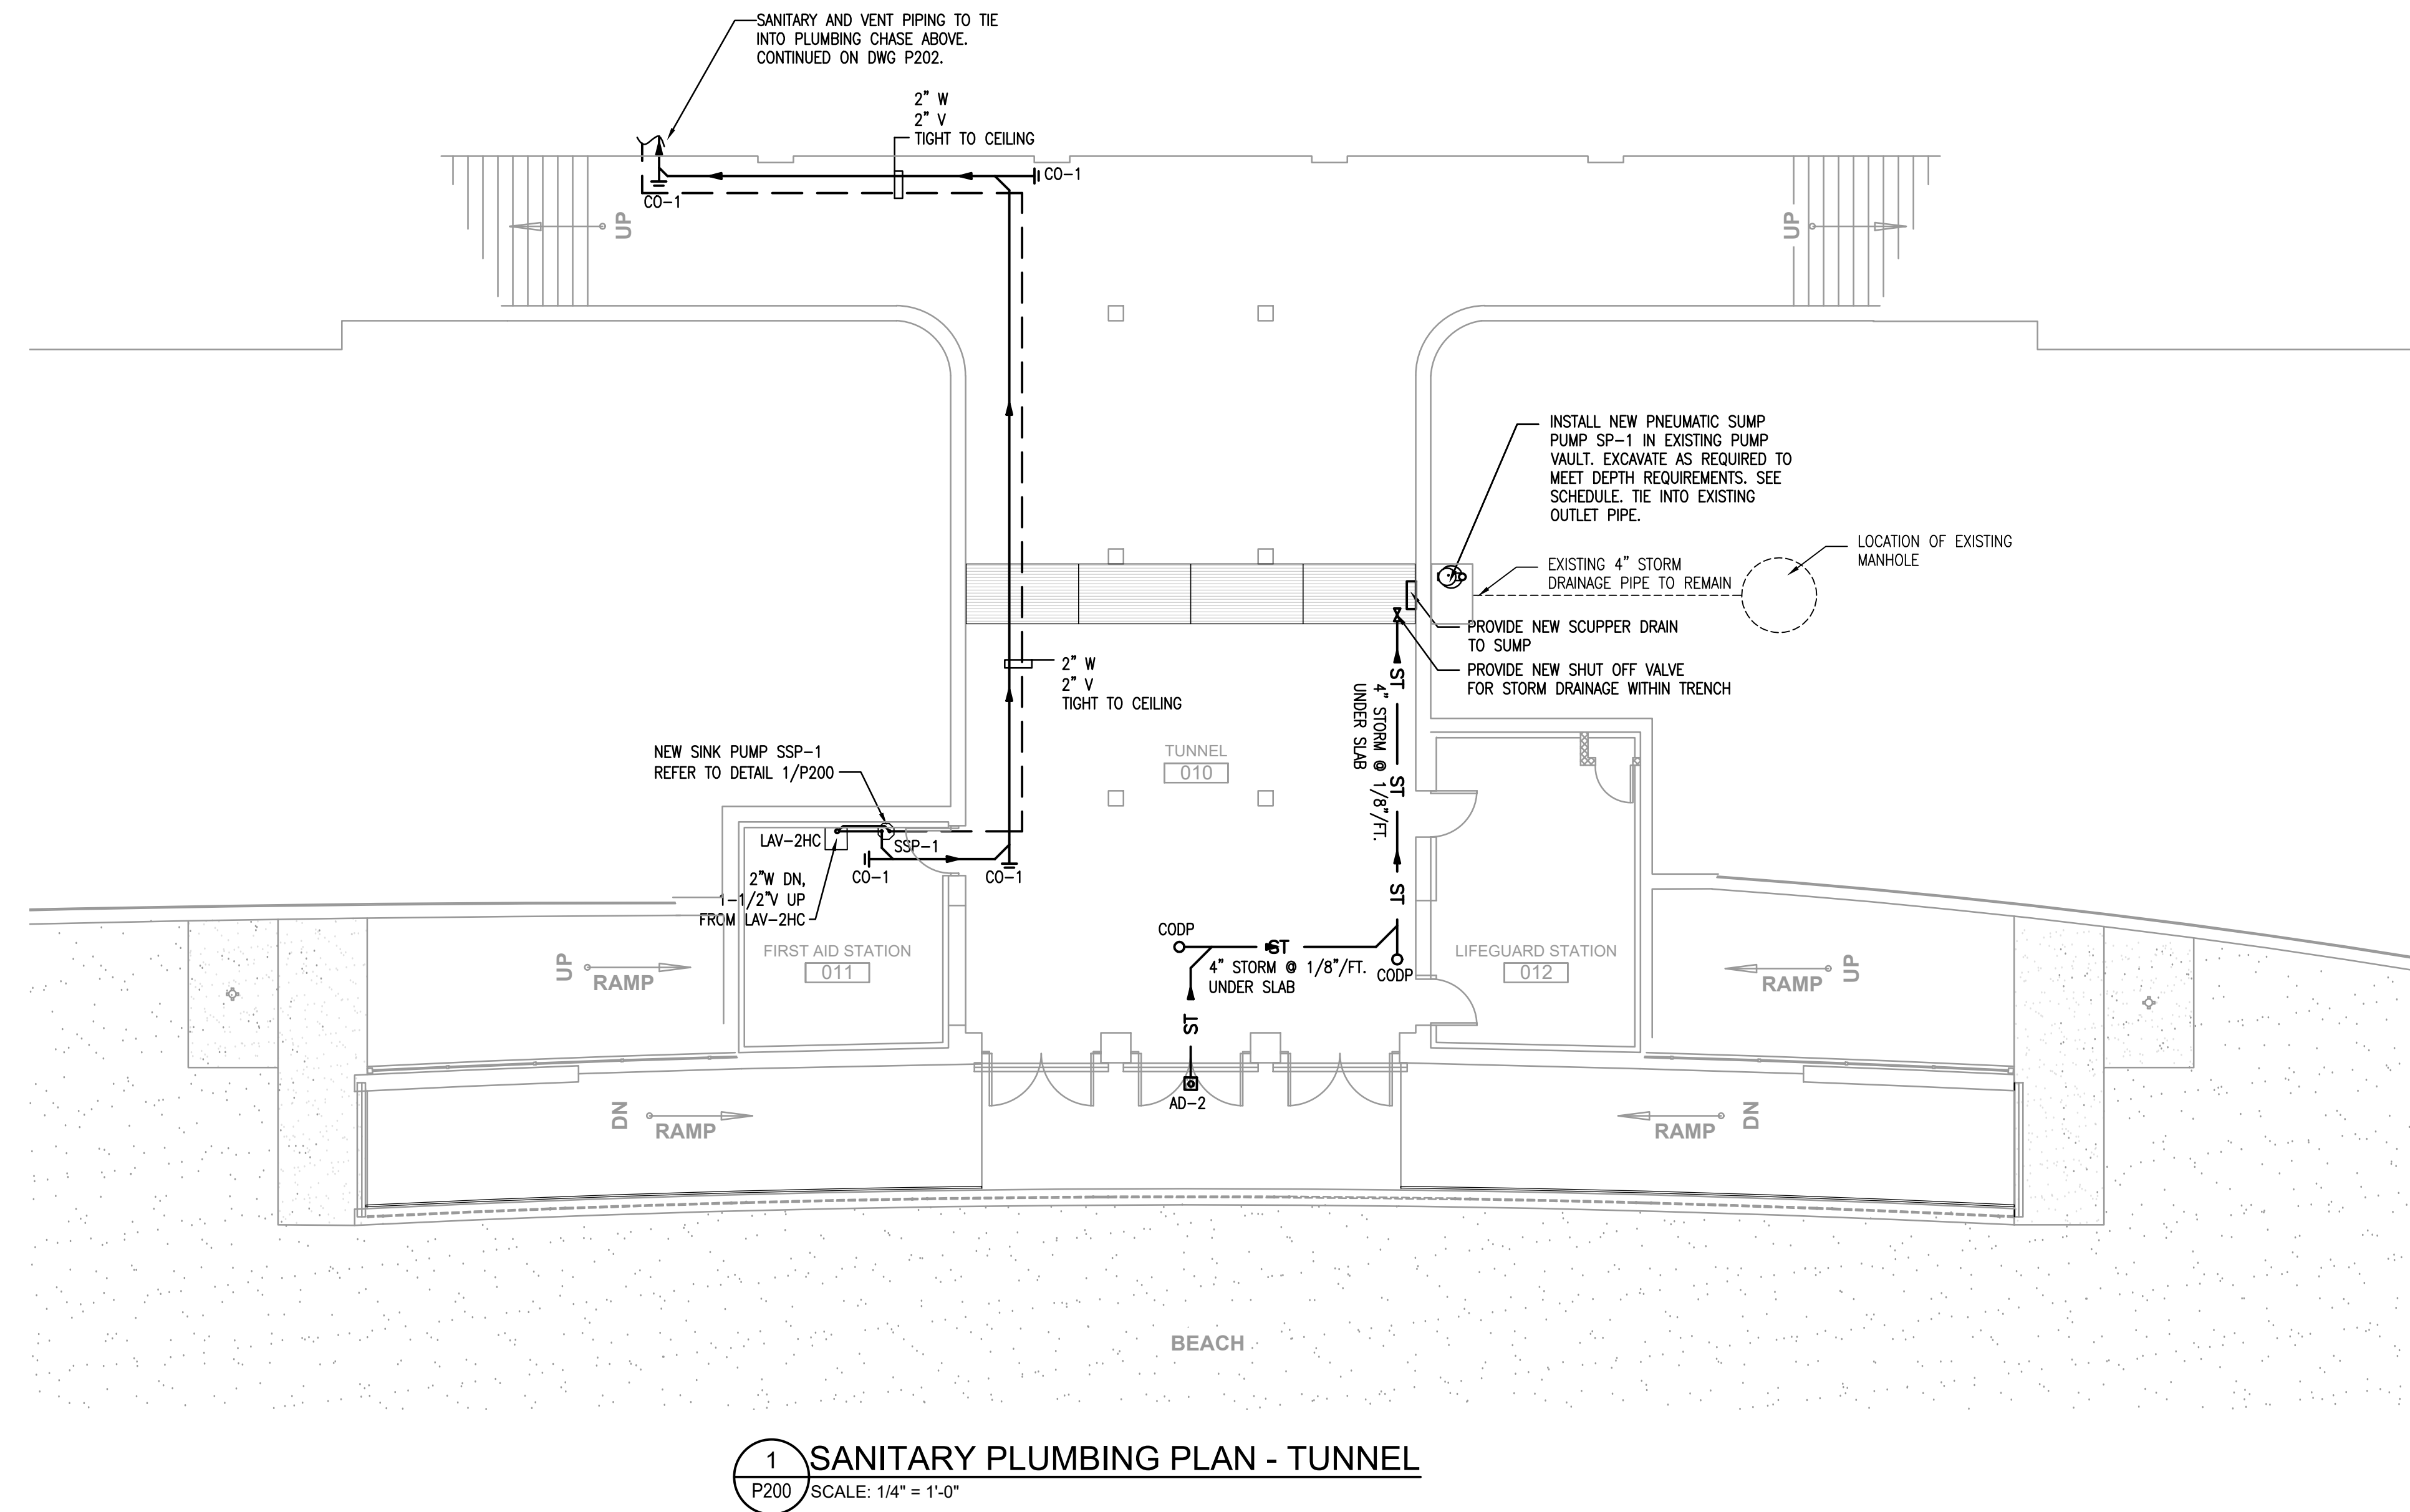 SANITARY AND VENT PIPING TO TIE
INTO PLUMBING CHASE ABOVE.
CONTINUED ON DWG P202.
2" W
2" V
TIGHT TO CEILING
CO-1
CO-1
UP
UP
INSTALL NEW PNEUMATIC SUMP
PUMP SP-1 IN EXISTING PUMP
VAULT. EXCAVATE AS REQUIRED TO
MEET DEPTH REQUIREMENTS. SEE
SCHEDULE. TIE INTO EXISTING
OUTLET PIPE.
LOCATION OF EXISTING
MANHOLE
EXISTING 4" STORM
DRAINAGE PIPE TO REMAIN
PROVIDE NEW SCUPPER DRAIN
TO SUMP
PROVIDE NEW SHUT OFF VALVE
FOR STORM DRAINAGE WITHIN TRENCH
2" W
2" V
TIGHT TO CEILING
ST
4" STORM @ 1/8"/FT.
UNDER SLAB
ST
ST
NEW SINK PUMP SSP-1
REFER TO DETAIL 1/P200
TUNNEL
010
LAV-2HC
SSP-1
CO-1
CO-1
2"W DN,
1-1/2"V UP
FROM LAV-2HC
FIRST AID STATION
011
CODP
ST
4" STORM @ 1/8"/FT.
UNDER SLAB
CODP
LIFEGUARD STATION
012
UP
RAMP
RAMP
UP
ST
AD-2
DN
RAMP
RAMP
DN
BEACH
1
P200
SANITARY PLUMBING PLAN - TUNNEL
SCALE: 1/4" = 1'-0"